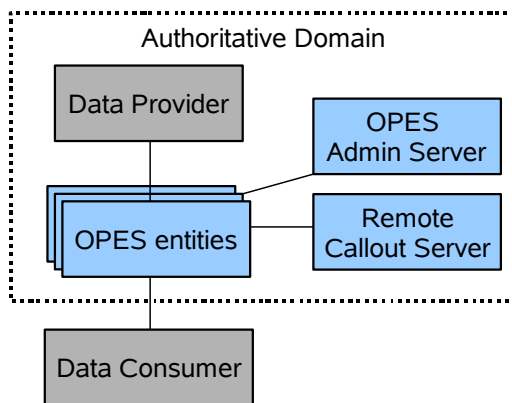 Authoritative Domain
Data Provider
OPES
Admin Server
OPES entities
Remote
Callout Server
Data Consumer